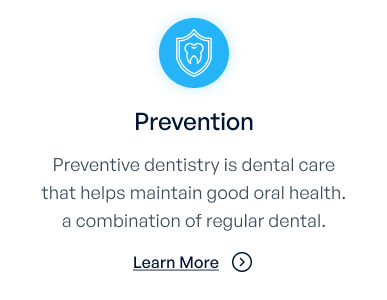 Prevention
Preventive dentistry is dental care
that helps maintain good oral health.
a combination of regular dental.
Learn More